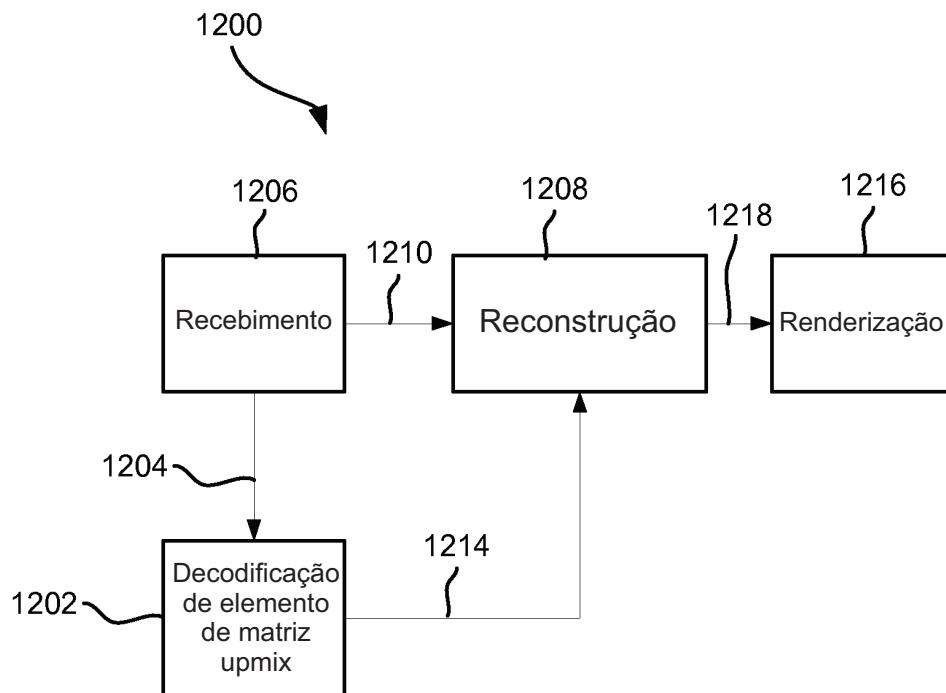 1200
1206
1208
1216
1210
1218
Recebimento
Reconstrução
Renderização
1204
1214
1202
Decodificação
de elemento
de matriz
upmix